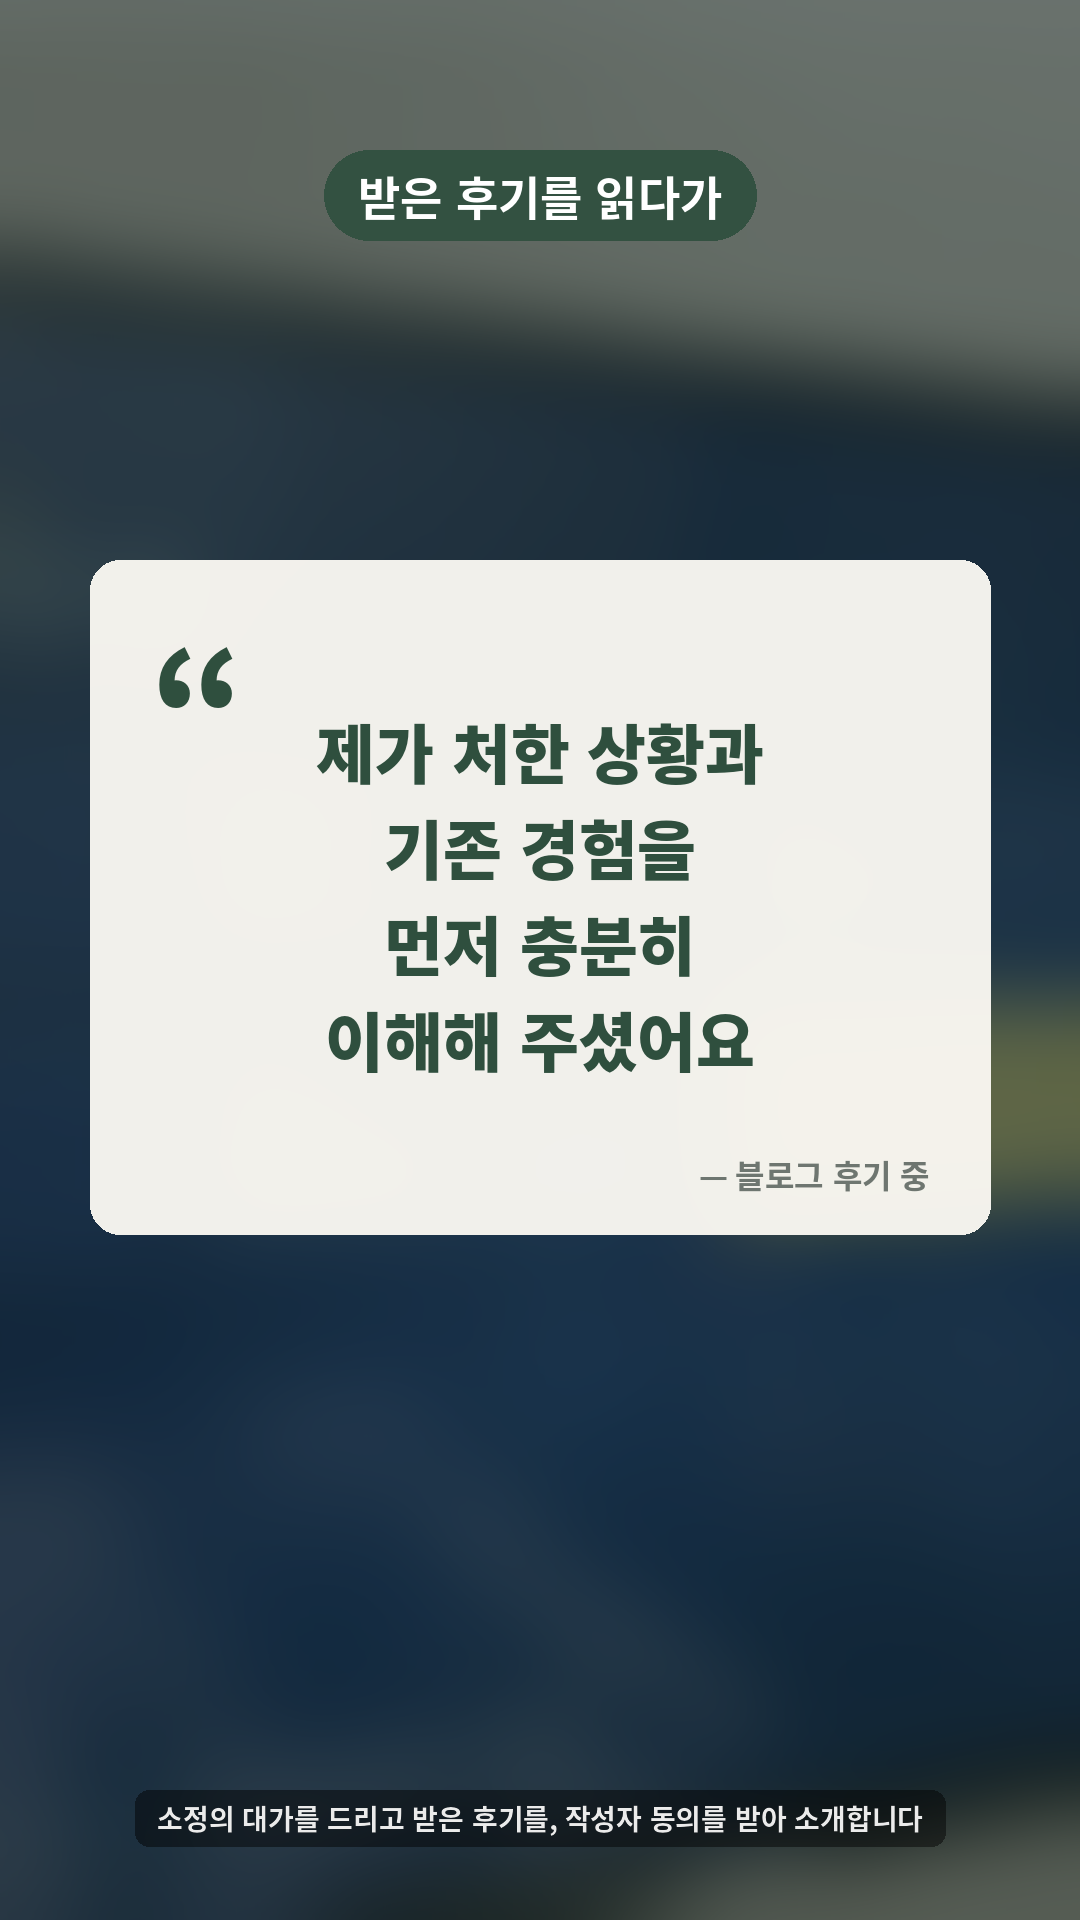 받은 후기를 읽다가
“
제가 처한 상황과
기존 경험을
먼저 충분히
이해해 주셨어요
— 블로그 후기 중
소정의 대가를 드리고 받은 후기를, 작성자 동의를 받아 소개합니다